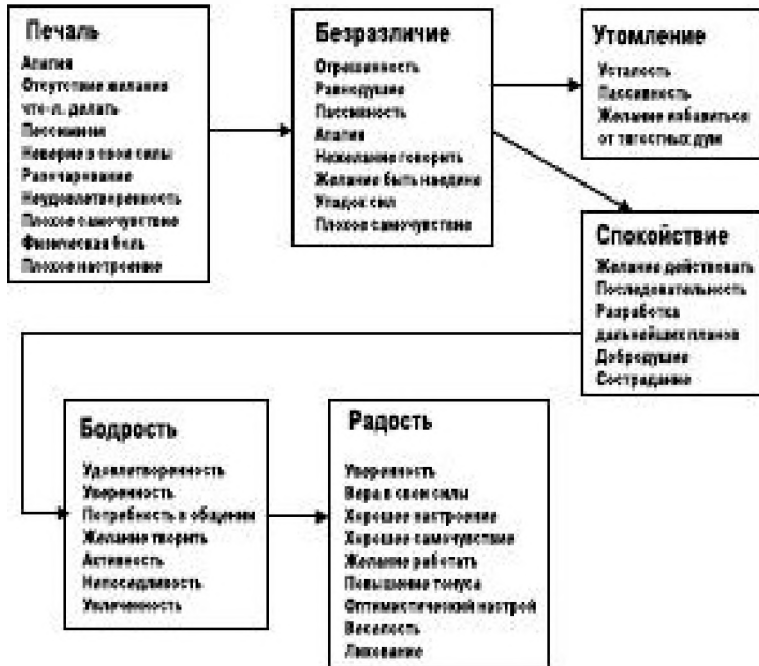 Печаль
Апатия
Отсутствие желания
что-л. делать
Пессимизм
Неверие в свои силы
Разочарование
Неудовлетворенность
Плохое самочувствие
Физическая боль
Плохое настроение
Безразличие
Отрешенность
Равнодушие
Пассивность
Апатия
Нежелание говорить
Желание быть наедине
Упадок сил
Плохое самочувствие
Утомление
Усталость
Пассивность
Желание избавиться
от тягостных дум
Спокойствие
Желание действовать
Последовательность
Разработка
дальнейших планов
Добродушие
Сострадание
Бодрость
Удовлетворенность
Уверенность
Потребность в общении
Желание творить
Активность
Непоседливость
Увлеченность
Радость
Уверенность
Вера в свои силы
Хорошее настроение
Хорошее самочувствие
Желание работать
Повышение тонуса
Оптимистический настрой
Веселость
Ликование